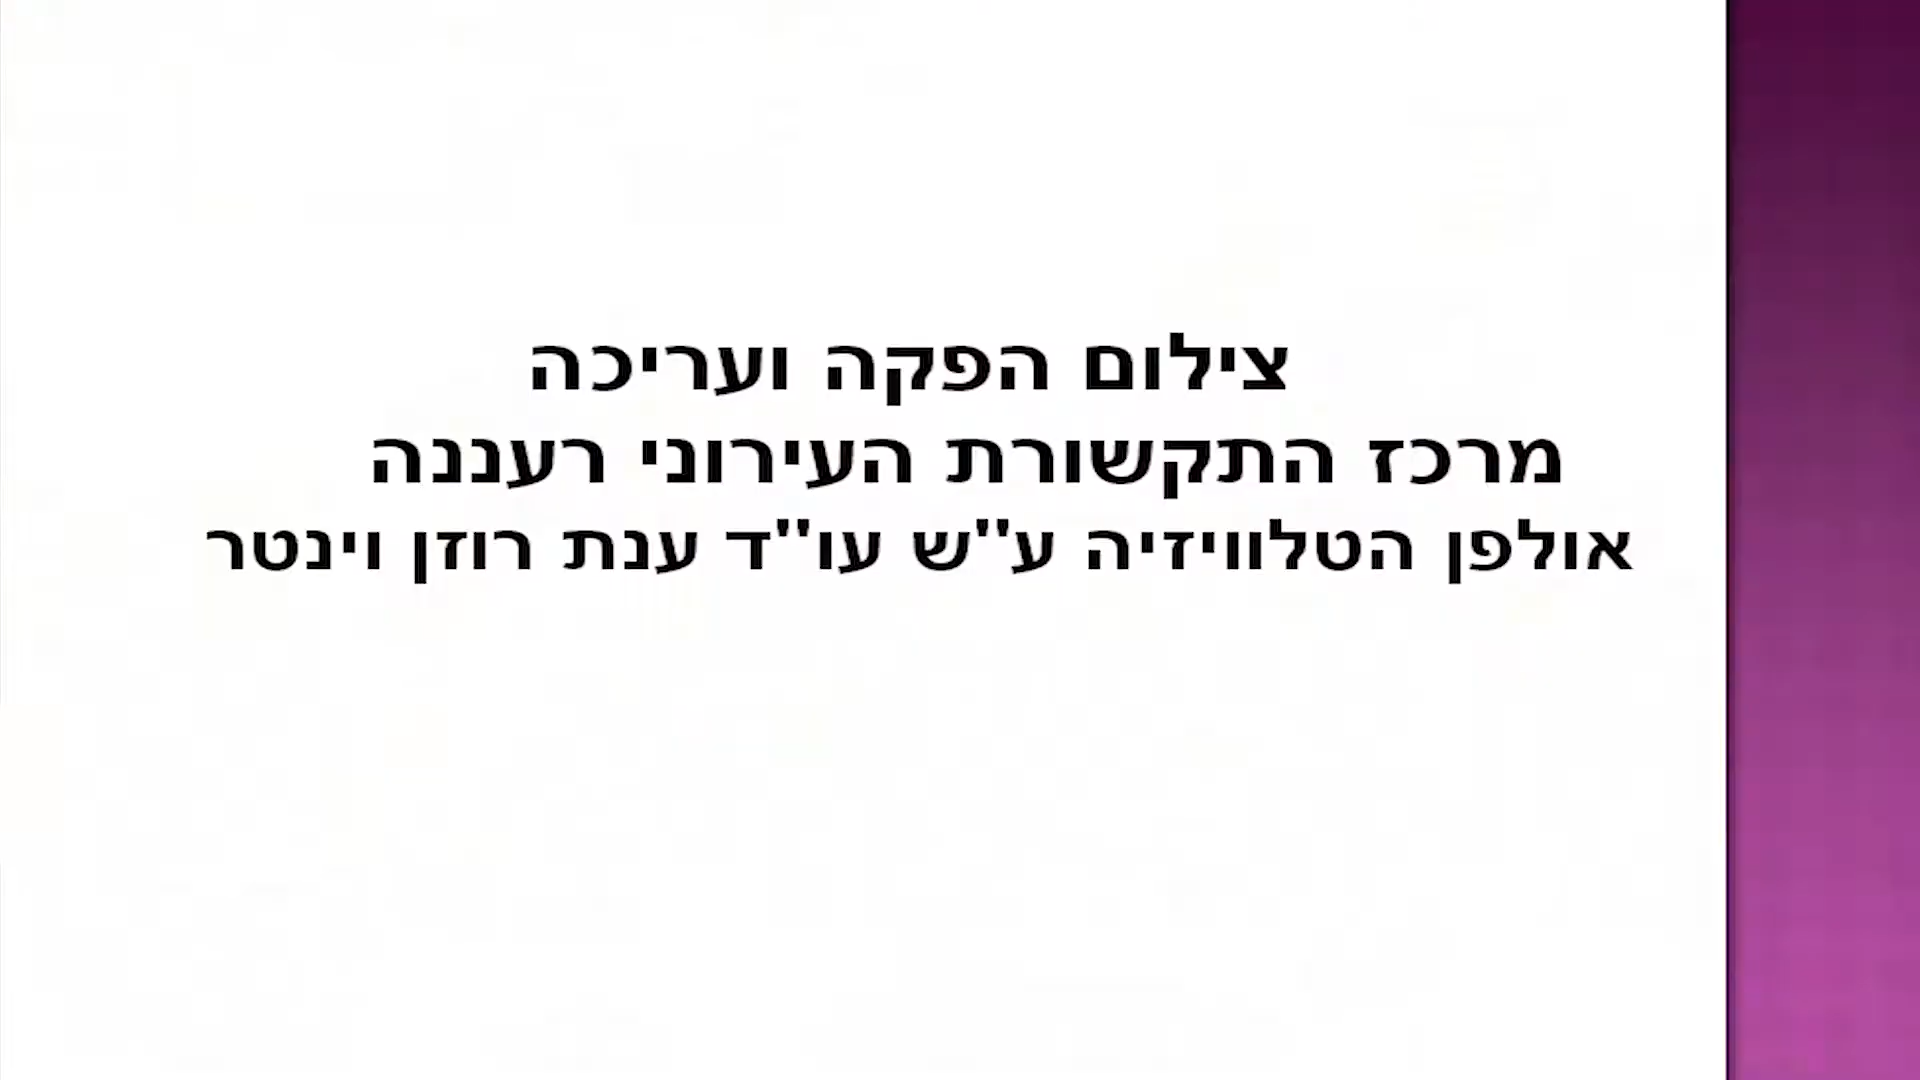 צילום הפקה ועריכה
מרכז התקשורת העירוני רעננה
אולפן הטלוויזיה ע''ש עו''ד ענת רוזן וינטר